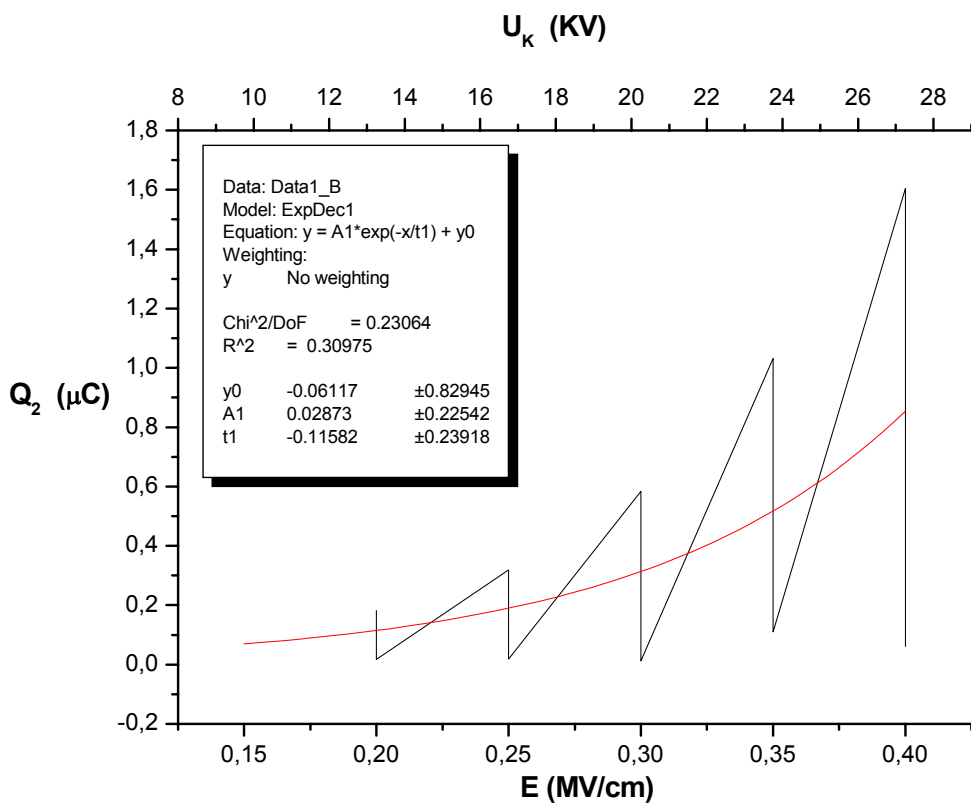 U_K (KV)
8 10 12 14 16 18 20 22 24 26 28
1,8
1,6
1,4
1,2
1,0
0,8
0,6
0,4
0,2
0,0
-0,2
Q_2 (μC)
Data: Data1_B
Model: ExpDec1
Equation: y = A1*exp(-x/t1) + y0
Weighting:
y No weighting
Chi^2/DoF = 0.23064
R^2 = 0.30975
y0 -0.06117 ±0.82945
A1 0.02873 ±0.22542
t1 -0.11582 ±0.23918
0,15 0,20 0,25 0,30 0,35 0,40
E (MV/cm)